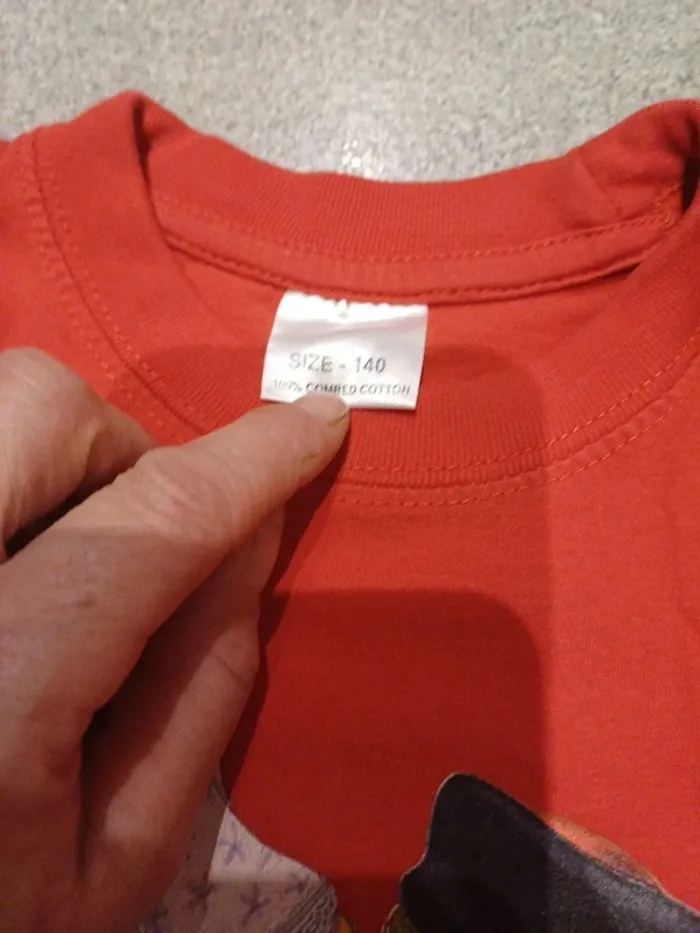 SIZE - 140
100% COMBED COTTON